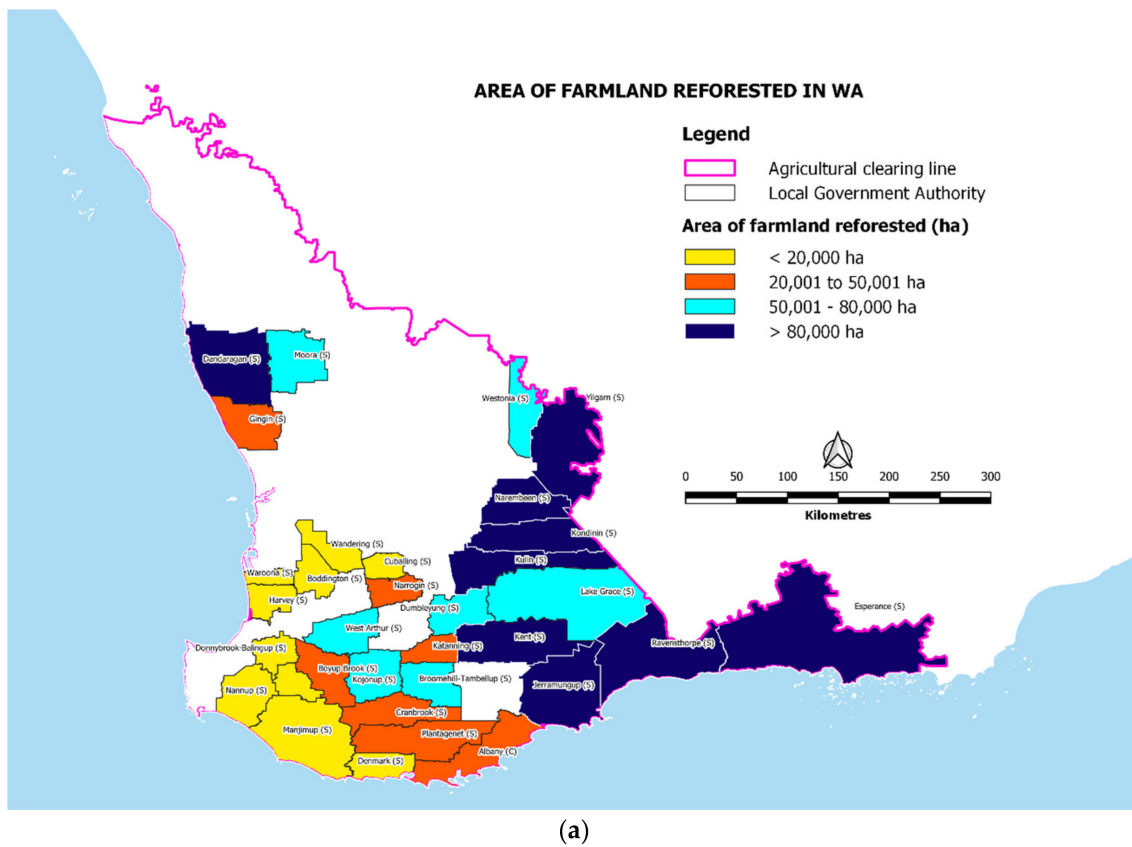 AREA OF FARMLAND REFORESTED IN WA
Legend
Agricultural clearing line
Local Government Authority
Area of farmland reforested (ha)
< 20,000 ha
20,001 to 50,001 ha
50,001 - 80,000 ha
> 80,000 ha
Dandaragan (S)
Moora (S)
Gingin (S)
Westonia (S)
Yilgarn (S)
0 50 100 150 200 250 300
Kilometres
Narembeen (S)
Kondinin (S)
Kulin (S)
Wandering (S)
Cuballing (S)
Waroona (S)
Boddington (S)
Narrogin (S)
Harvey (S)
Dumbleyung (S)
Lake Grace (S)
Esperance (S)
West Arthur (S)
Kent (S)
Ravensthorpe (S)
Donnybrook-Balingup (S)
Katanning (S)
Boyup Brook (S)
Kojonup (S)
Broomehill-Tambellup (S)
Jerramungup (S)
Nannup (S)
Cranbrook (S)
Manjimup (S)
Plantagenet (S)
Albany (C)
Denmark (S)
(a)